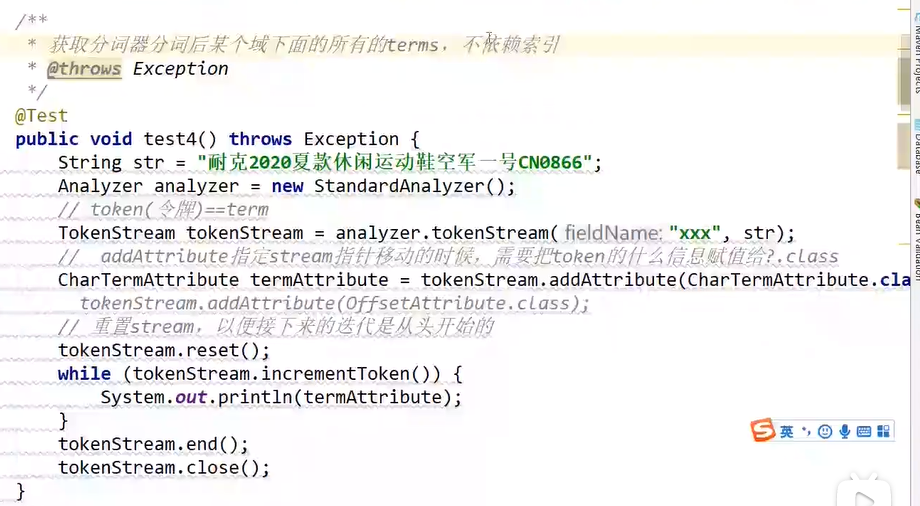 /**
 * 获取分词器分词后某个域下面的所有的terms，不依赖索引
 * @throws Exception
 */
@Test
public void test4() throws Exception {
    String str = "耐克2020夏款休闲运动鞋空军一号CN0866";
    Analyzer analyzer = new StandardAnalyzer();
    // token(令牌)==term
    TokenStream tokenStream = analyzer.tokenStream( fieldName: "xxx", str);
    //  addAttribute指定stream指针移动的时候，需要把token的什么信息赋值给?.class
    CharTermAttribute termAttribute = tokenStream.addAttribute(CharTermAttribute.cla
      tokenStream.addAttribute(OffsetAttribute.class);
    // 重置stream，以便接下来的迭代是从头开始的
    tokenStream.reset();
    while (tokenStream.incrementToken()) {
        System.out.println(termAttribute);
    }
    tokenStream.end();
    tokenStream.close();
}
Maven Projects
Database
Bean Validation
S英